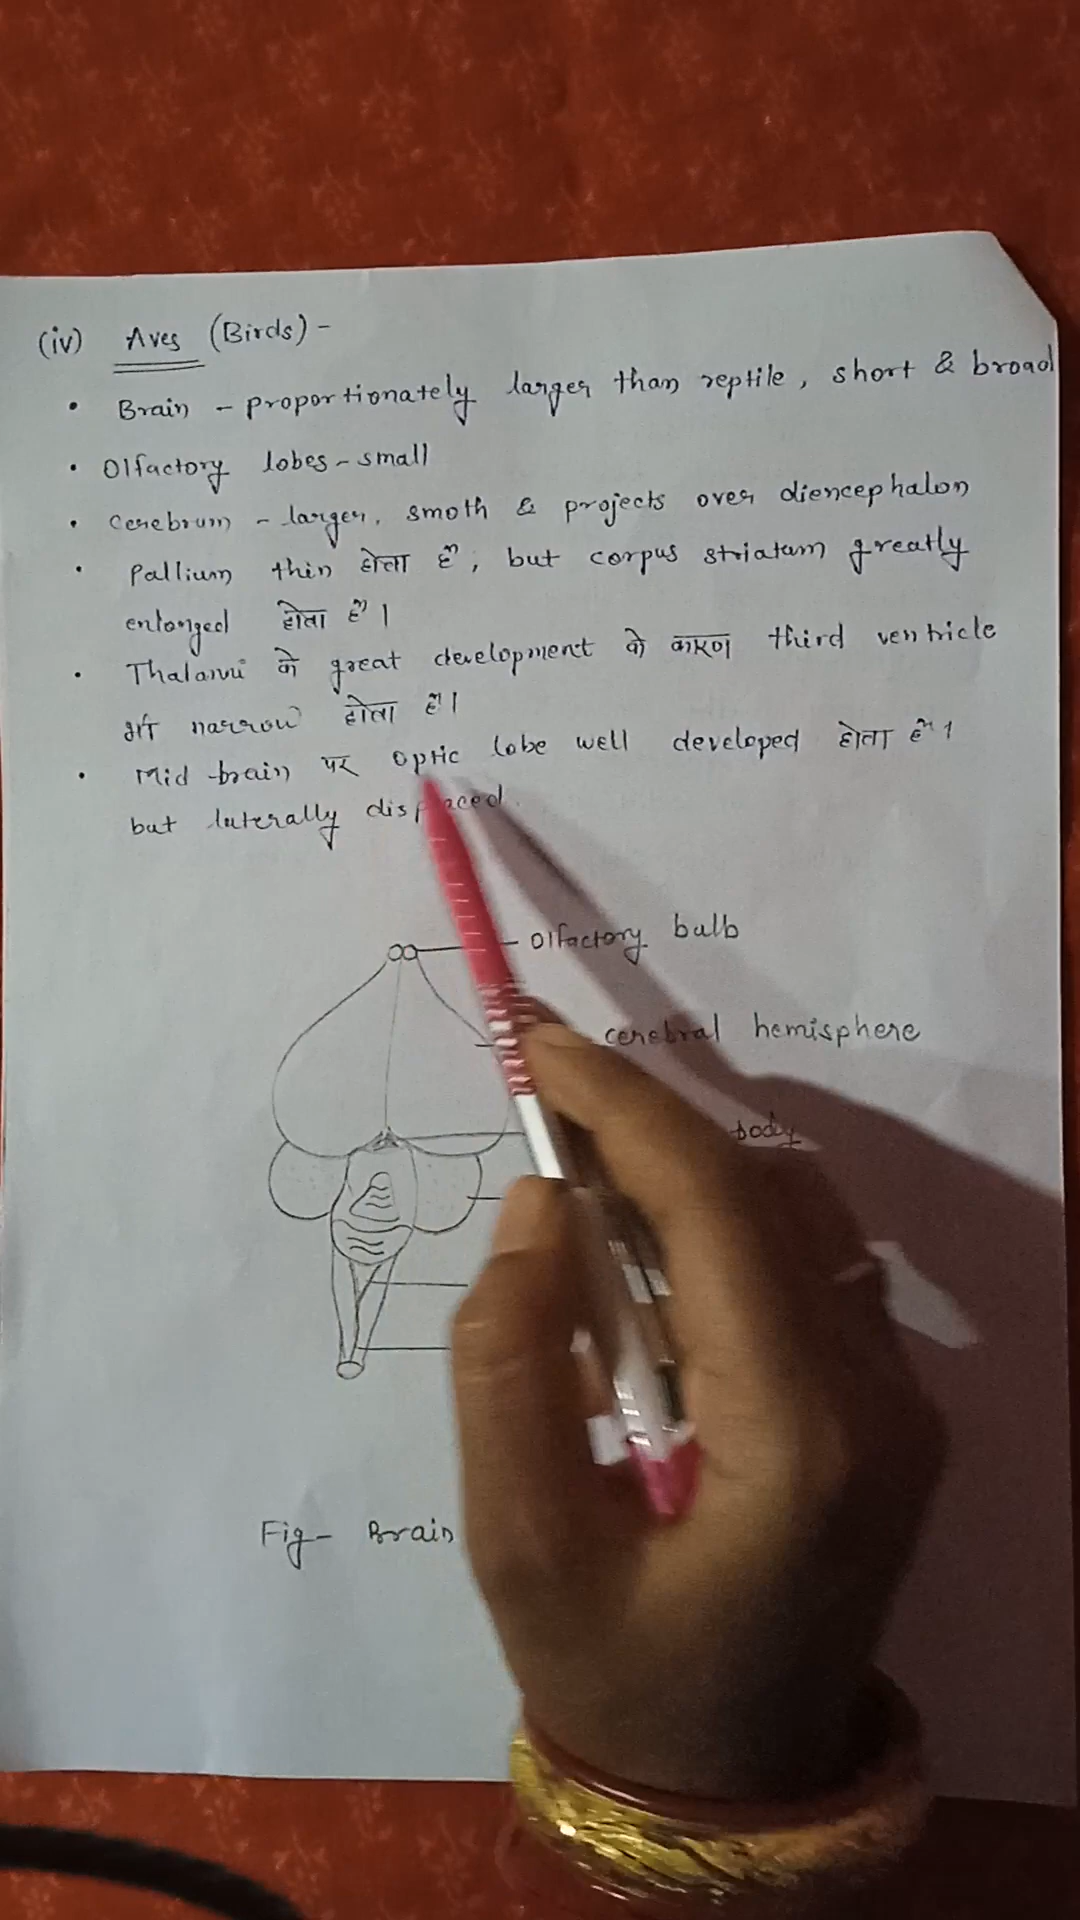 (iv) Aves (Birds) -
• Brain - proportionately larger than reptile, short & broad
• Olfactory lobes - small
• Cerebrum - larger, smoth & projects over diencephalon
• Pallium thin होता है, but corpus striatum greatly
enlonged होता है।
• Thalami के great development के कारण third ventricle
narrow होता है।
• Mid-brain पर optic lobe well developed होता है।
but laterally displaced.
Olfactory bulb
cerebral hemisphere
body
Fig- Brain